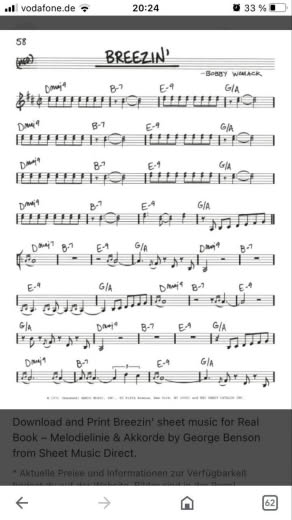 vodafone.de 20:24 33 %
58
(MED.) BREEZIN'
-BOBBY WOMACK
Dmaj7 B-7 E-9 G/A
Dmaj9 B-7 E-9 G/A
Dmaj9 B-7 E-9 G/A
Dmaj9 B-7 E-9 G/A
Dmaj7 B-7 E-9 G/A Dmaj9 B-7
E-9 G/A Dmaj9 B-7 E-9
G/A Dmaj9 B-7 E-9 G/A
Dmaj9 B-7 E-9 G/A
Download and Print Breezin' sheet music for Real
Book – Melodielinie & Akkorde by George Benson
from Sheet Music Direct.
* Aktuelle Preise und Informationen zur Verfügbarkeit
62